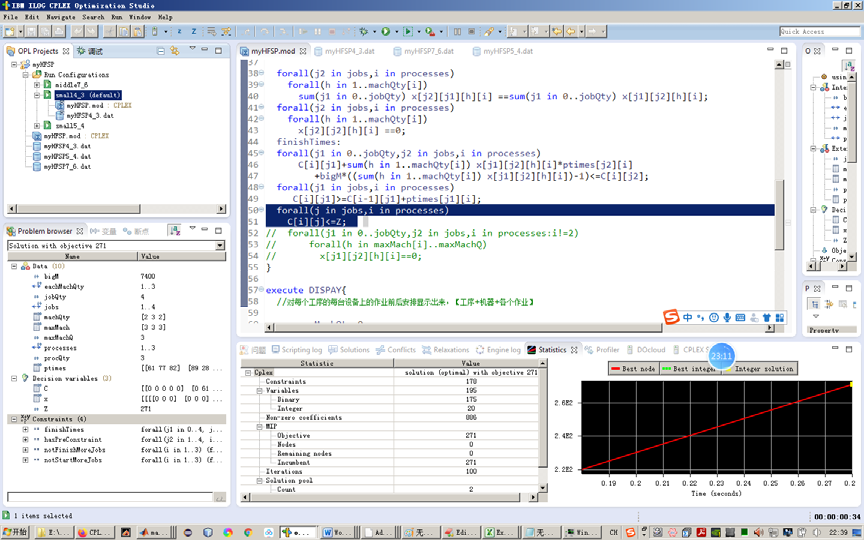 IBM ILOG CPLEX Optimization Studio
File Edit Navigate Search Run Window Help
Quick Access
OPL Projects 调试
myHFSP
Run Configurations
middle7_6
small4_3 (default)
myHFSP.mod : CPLEX
myHFSP4_3.dat
small5_4
myHFSP.mod : CPLEX
myHFSP4_3.dat
myHFSP5_4.dat
myHFSP7_6.dat
myHFSP.mod myHFSP4_3.dat myHFSP7_6.dat myHFSP5_4.dat
37
38 forall(j2 in jobs,i in processes)
39 forall(h in 1..machQty[i])
40 sum(j1 in 0..jobQty) x[j2][j1][h][i] ==sum(j1 in 0..jobQty) x[j1][j2][h][i];
41 forall(j2 in jobs,i in processes)
42 forall(h in 1..machQty[i])
43 x[j2][j2][h][i] ==0;
44 finishTimes:
45 forall(j1 in 0..jobQty,j2 in jobs,i in processes)
46 C[i][j1]+sum(h in 1..machQty[i]) x[j1][j2][h][i]*ptimes[j2][i]
47 +bigM*((sum(h in 1..machQty[i]) x[j1][j2][h][i])-1)<=C[i][j2];
48 forall(j1 in jobs,i in processes)
49 C[i][j1]>=C[i-1][j1]+ptimes[j1][i];
50 forall(j in jobs,i in processes)
51 C[i][j]<=Z;
52 // forall(j1 in 0..jobQty,j2 in jobs,i in processes:i!=2)
53 // forall(h in maxMach[i]..maxMachQ)
54 // x[j1][j2][h][i]==0;
55 }
56
57 execute DISPAY{
58 //对每个工序的每台设备上的作业前后安排显示出来,【工序+机器+各个作业】
59
Problem browser 变量 断点
Solution with objective 271
Name Value
Data (10)
bigM 7400
eachMachQty 1..3
jobQty 4
jobs 1..4
machQty [2 3 2]
maxMach [3 3 3]
maxMachQ 3
processes 1..3
procQty 3
ptimes [[61 77 82] [89 28 ...
Decision variables (3)
C [[0 0 0 0 0] [0 61 ...
x [[[[0 0 0] [0 0 ...
Z 271
Constraints (4)
finishTimes forall(j1 in 0..4, j...
hasPreConstraint forall(j2 in 1..4, i...
notFinishMoreJobs forall(i in 1..3) f...
notStartMoreJobs forall(i in 1..3) f...
问题 Scripting log Solutions Conflicts Relaxations Engine log Statistics Profiler DOcloud CPLEX S
Statistic Value
Cplex solution (optimal) with objective 271
Constraints 178
Variables 195
Binary 175
Integer 20
Non-zero coefficients 886
MIP
Objective 271
Nodes 0
Remaining nodes 0
Incumbent 271
Iterations 100
Solution pool
Count 2
Best node Best integer Integer solution
23:11
2.6E2
2.4E2
2.2E2
0.19 0.2 0.21 0.22 0.23 0.24 0.25 0.26 0.27 0.2
Time (seconds)
Property
中
1 items selected
00:00:00:34
开始 CH 22:39